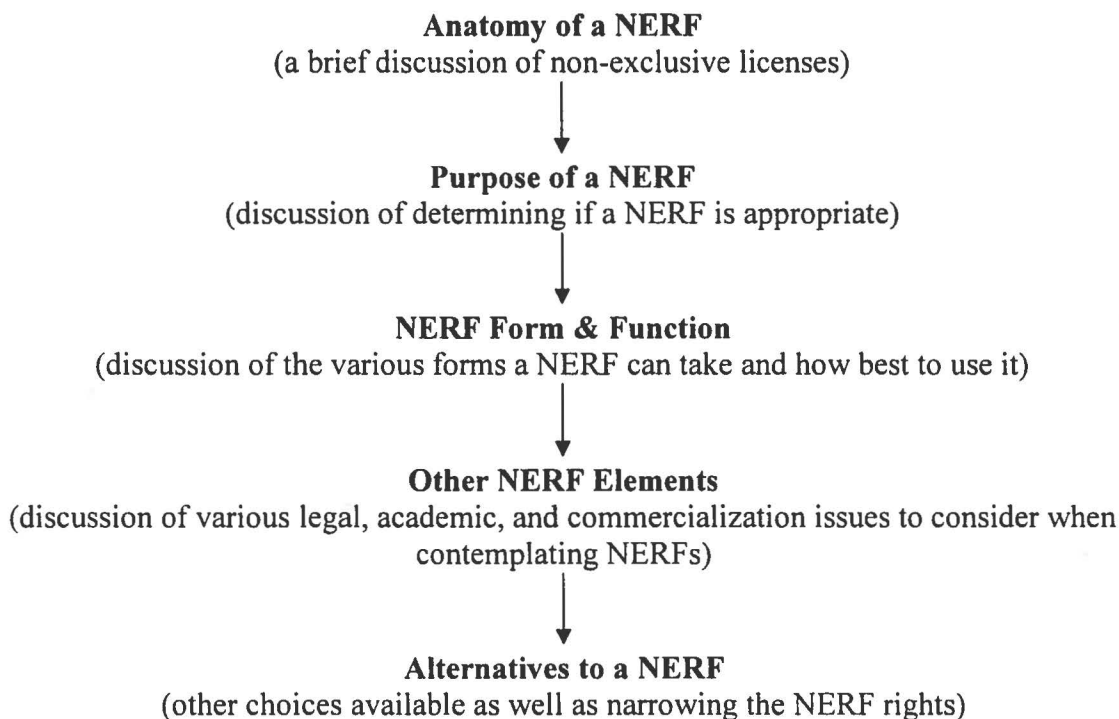 Anatomy of a NERF
(a brief discussion of non-exclusive licenses)
Purpose of a NERF
(discussion of determining if a NERF is appropriate)
NERF Form & Function
(discussion of the various forms a NERF can take and how best to use it)
Other NERF Elements
(discussion of various legal, academic, and commercialization issues to consider when
contemplating NERFs)
Alternatives to a NERF
(other choices available as well as narrowing the NERF rights)